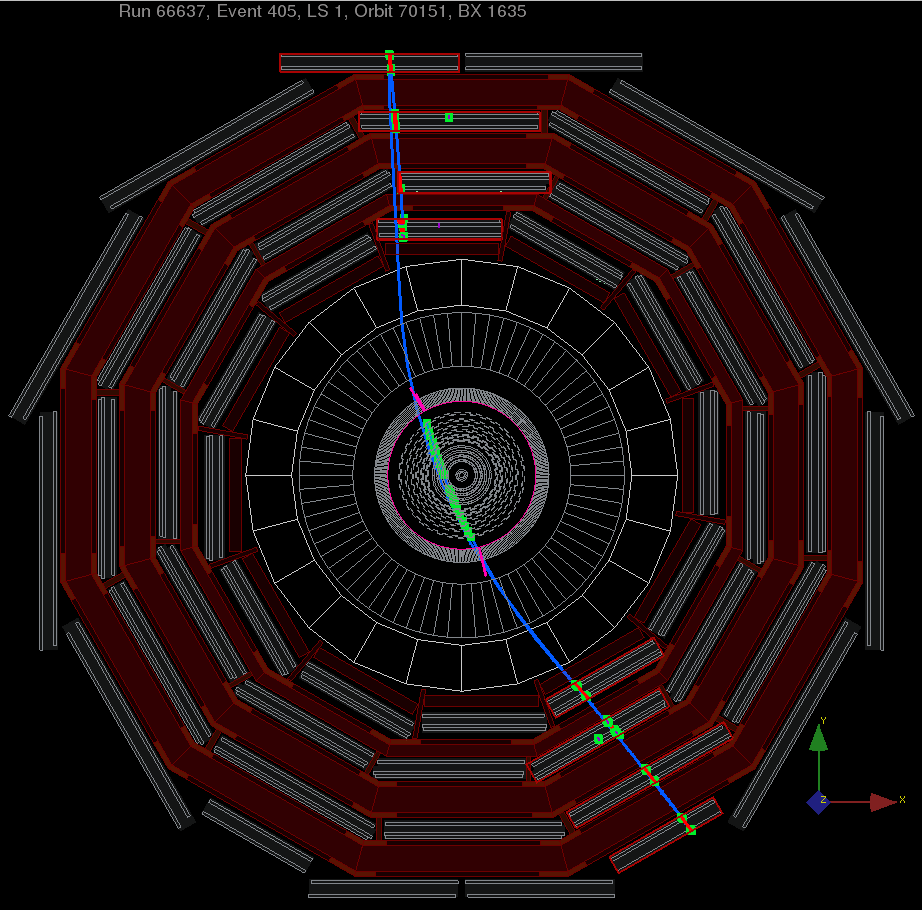 Run 66637, Event 405, LS 1, Orbit 70151, BX 1635
Y
Z
X